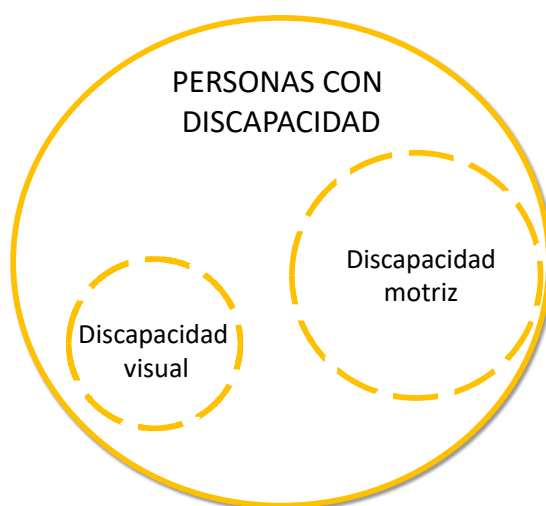 PERSONAS CON
DISCAPACIDAD
Discapacidad
motriz
Discapacidad
visual